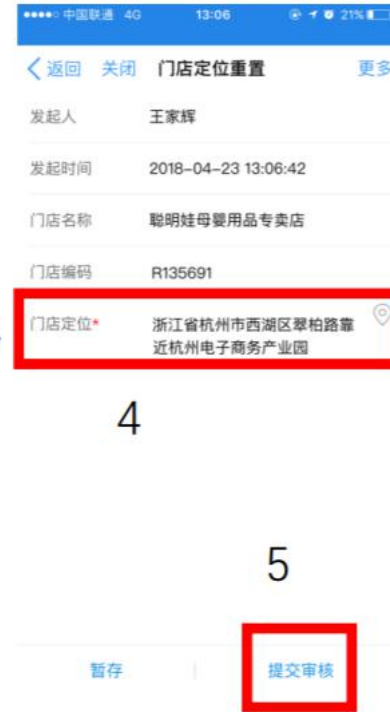 中国联通 4G 13:06 21%
返回 关闭 门店定位重置 更多
发起人 王家辉
发起时间 2018-04-23 13:06:42
门店名称 聪明娃母婴用品专卖店
门店编码 R135691
门店定位* 浙江省杭州市西湖区翠柏路靠
近杭州电子商务产业园
4
5
暂存 提交审核